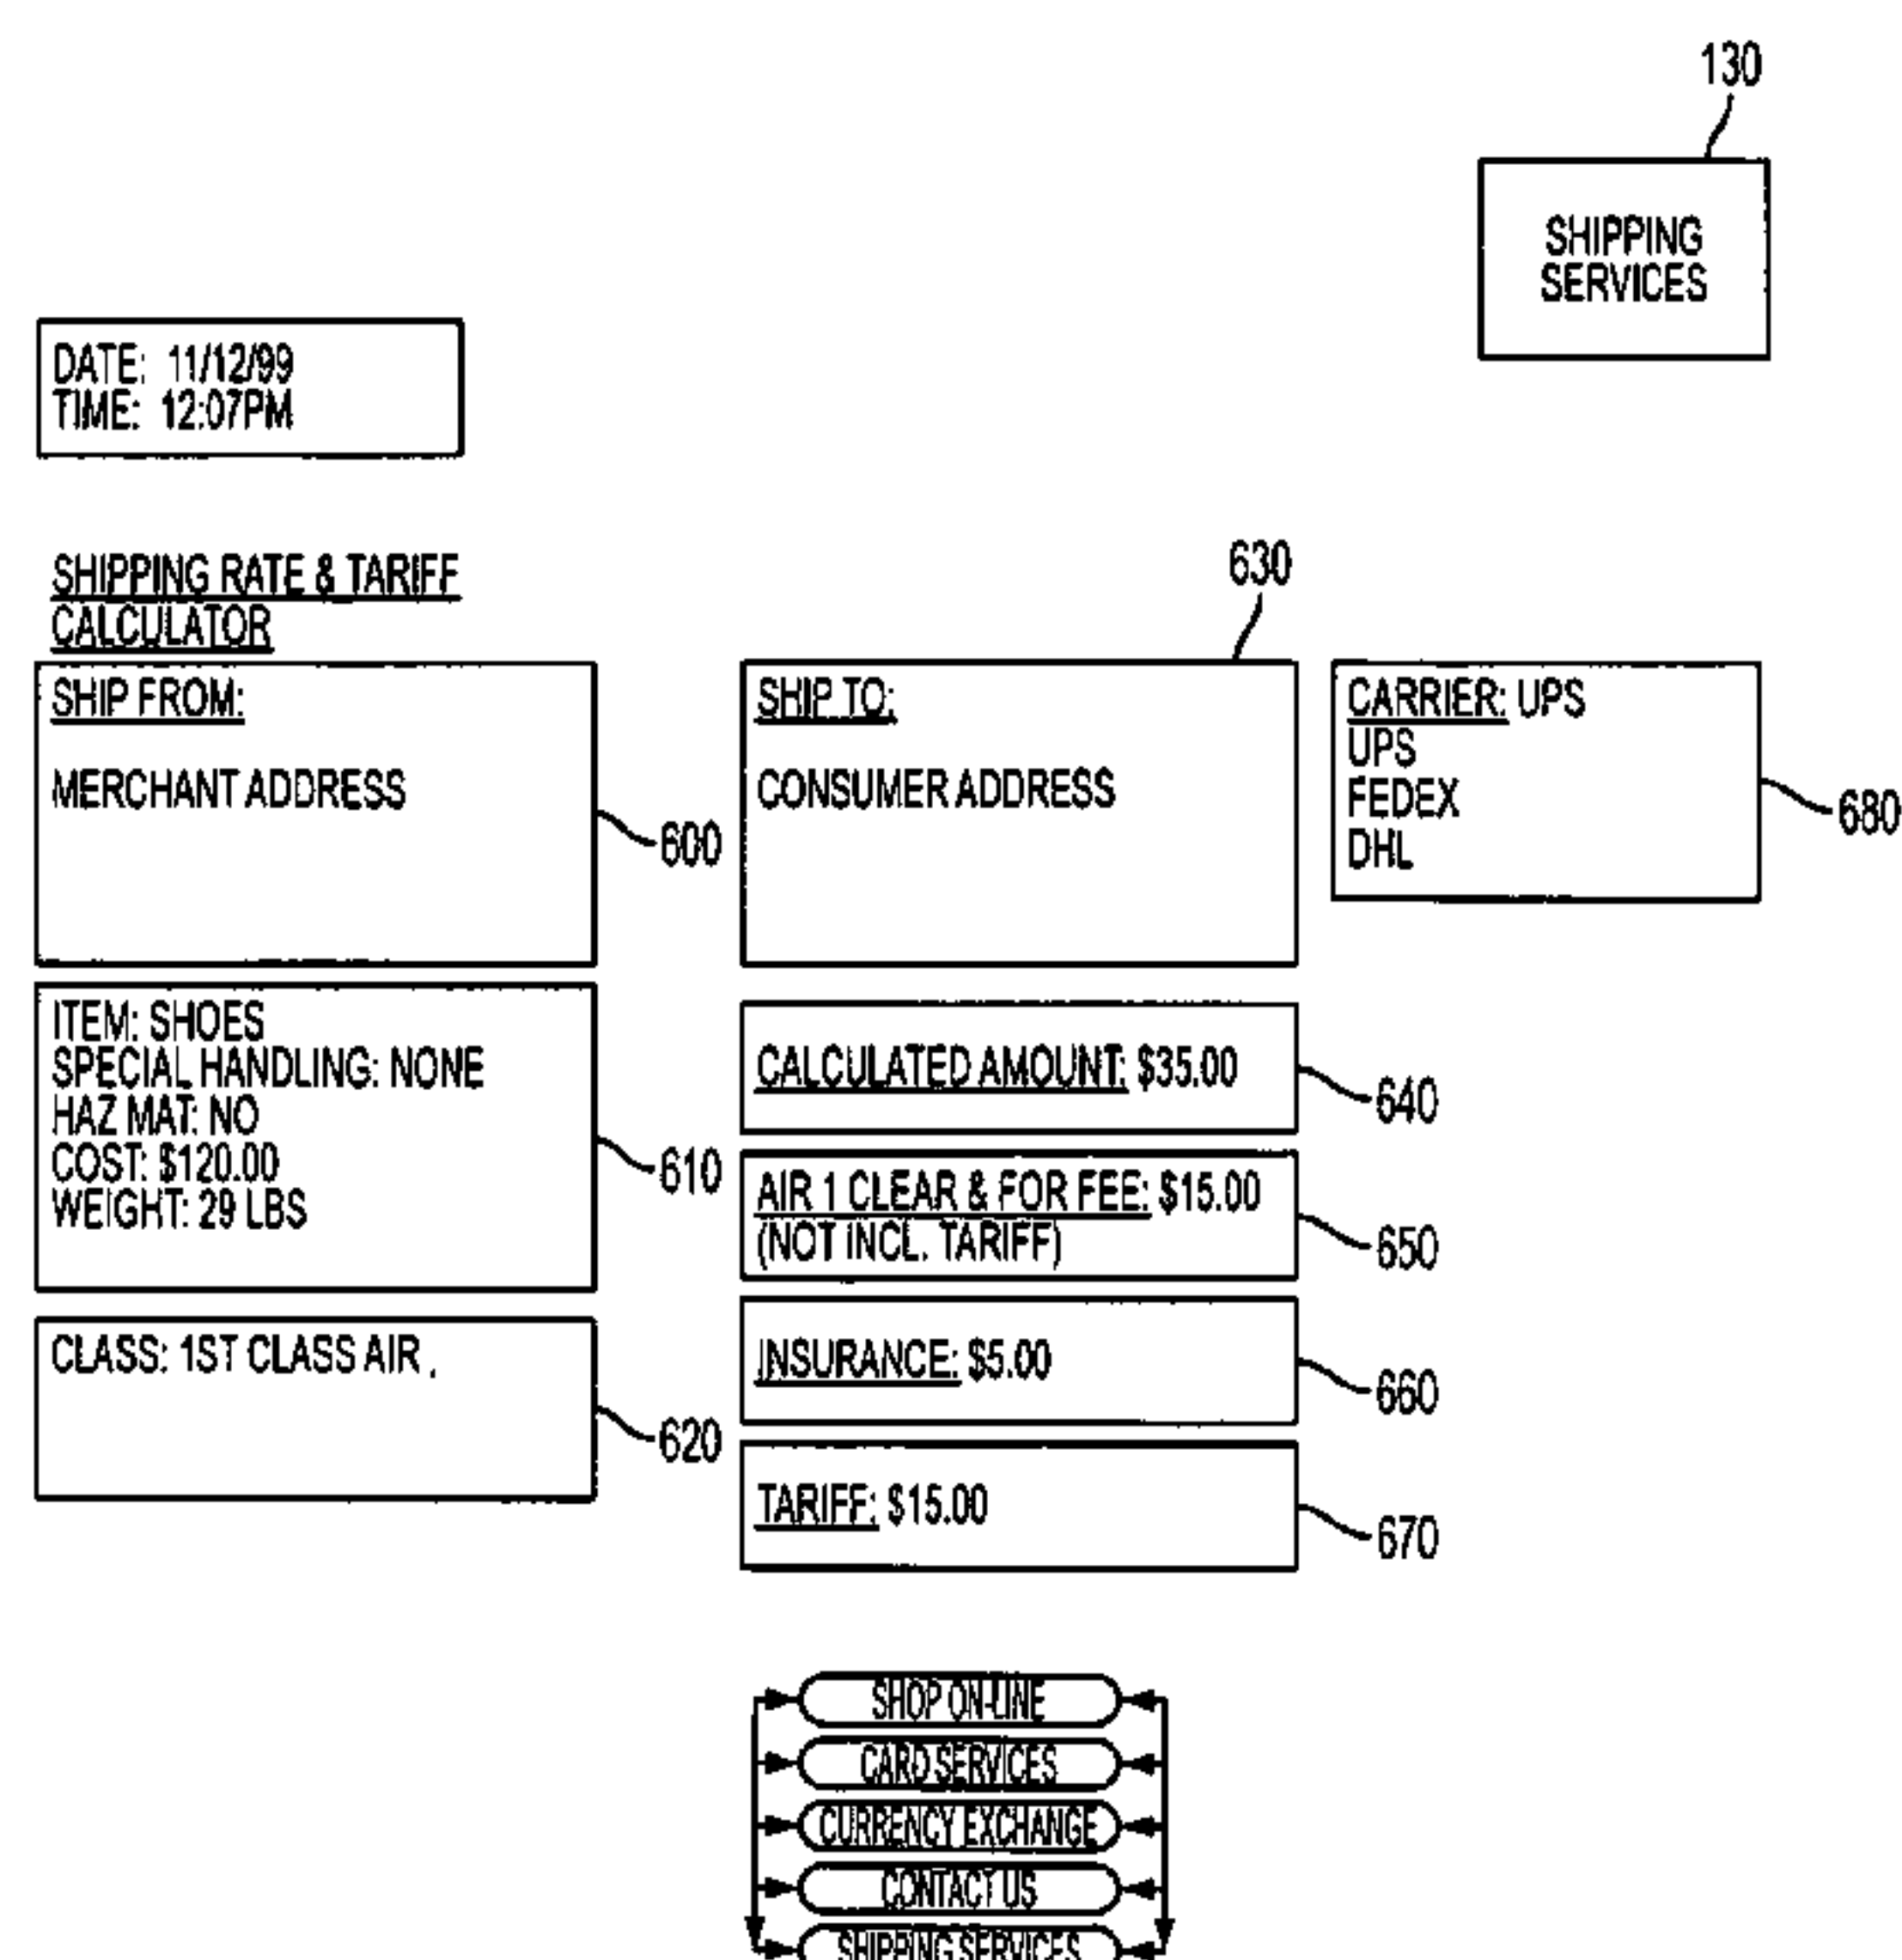 130
SHIPPING
SERVICES
DATE: 11/12/99
TIME: 12:07PM
SHIPPING RATE & TARIFF
CALCULATOR
SHIP FROM:
MERCHANT ADDRESS
600
630
SHIP TO:
CONSUMER ADDRESS
CARRIER: UPS
UPS
FEDEX
DHL
680
ITEM: SHOES
SPECIAL HANDLING: NONE
HAZ MAT: NO
COST: $120.00
WEIGHT: 29 LBS
610
CLASS: 1ST CLASS AIR .
620
CALCULATED AMOUNT: $35.00
640
AIR 1 CLEAR & FOR FEE: $15.00
(NOT INCL. TARIFF)
650
INSURANCE: $5.00
660
TARIFF: $15.00
670
SHOP ON-LINE
CARD SERVICES
CURRENCY EXCHANGE
CONTACT US
SHIPPING SERVICES